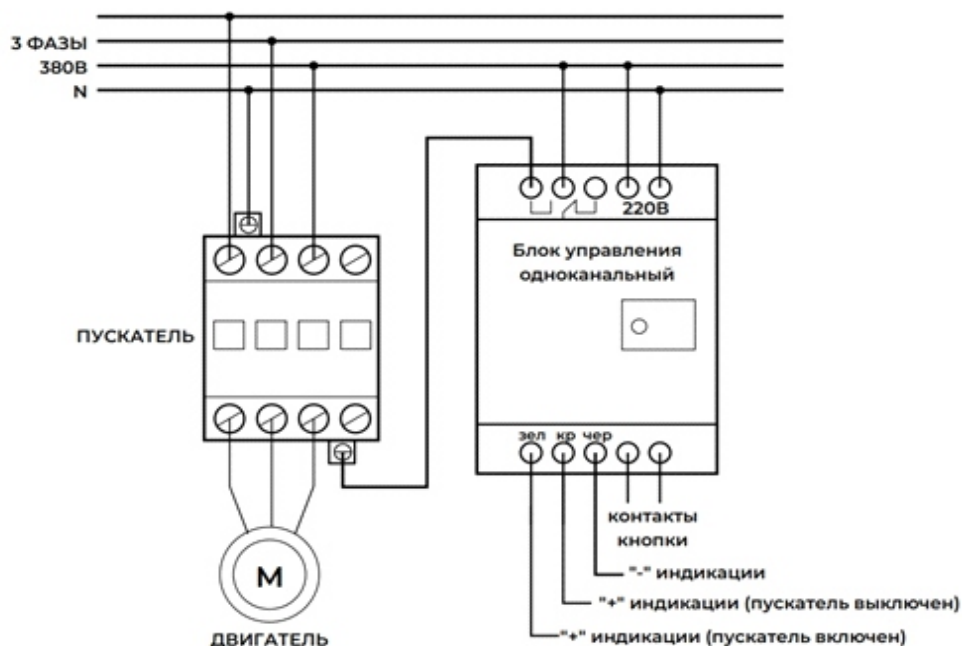 3 ФАЗЫ
380В
N
220В
Блок управления
одноканальный
ПУСКАТЕЛЬ
зел кр чер
контакты
кнопки
"-" индикации
"+" индикации (пускатель выключен)
"+" индикации (пускатель включен)
М
ДВИГАТЕЛЬ